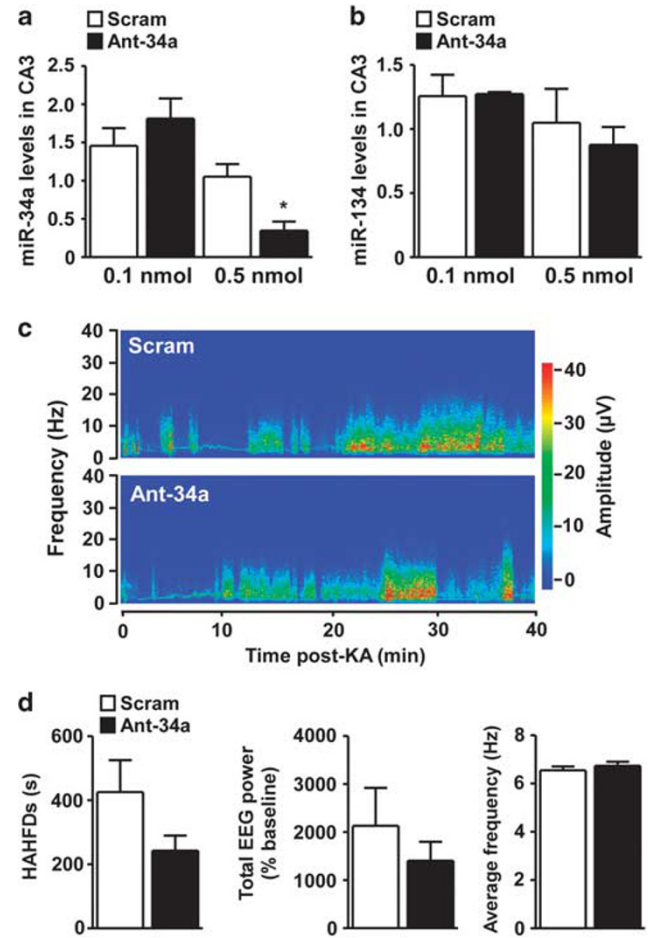 a
Scram
Ant-34a
miR-34a levels in CA3
2.5
2.0
1.5
1.0
0.5
0
*
0.1 nmol 0.5 nmol
b
Scram
Ant-34a
miR-134 levels in CA3
1.5
1.0
0.5
0
0.1 nmol 0.5 nmol
c
Frequency (Hz)
40
30
20
10
0
Scram
40
30
20
10
0
Ant-34a
0 10 20 30 40
Time post-KA (min)
40
30
20
10
0
Amplitude (µV)
d
Scram
Ant-34a
HAHFDs (s)
600
400
200
0
Total EEG power
(% baseline)
4000
3000
2000
1000
0
Average frequency (Hz)
8
6
4
2
0